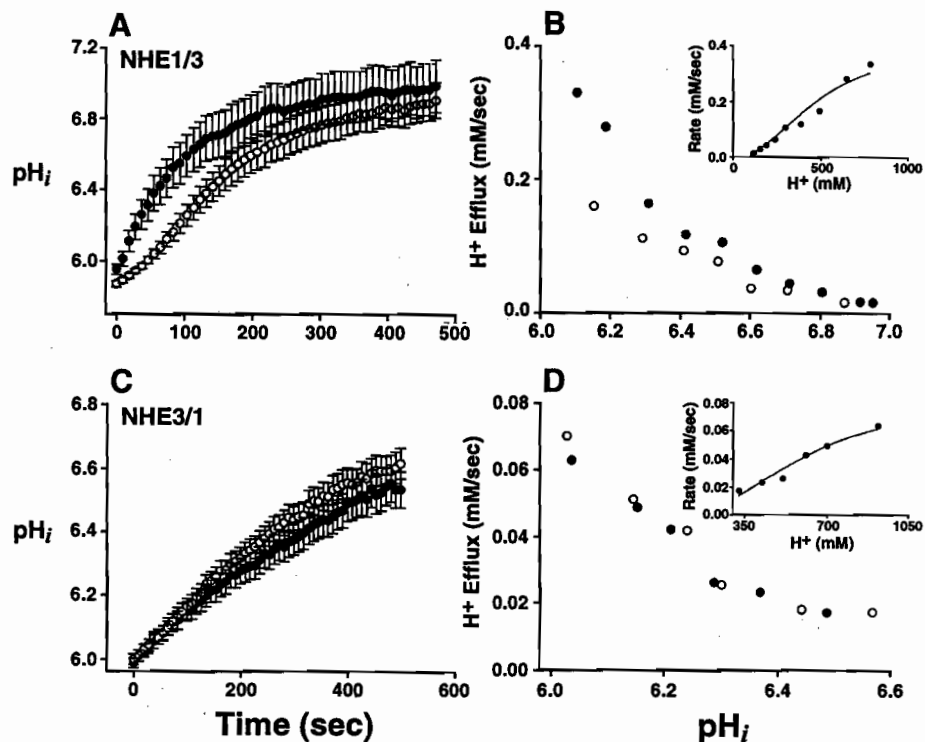 A
NHE1/3
7.2
6.8
6.4
6.0
pHi
0 100 200 300 400 500
B
0.4
0.2
0.0
H+ Efflux (mM/sec)
6.0 6.2 6.4 6.6 6.8 7.0
0.4
0.2
0.0
Rate (mM/sec)
0 500 1000
H+ (mM)
C
NHE3/1
6.8
6.6
6.4
6.2
6.0
pHi
0 200 400 600
Time (sec)
D
0.08
0.06
0.04
0.02
0.00
H+ Efflux (mM/sec)
6.0 6.2 6.4 6.6
pHi
0.08
0.06
0.04
0.02
0.00
Rate (mM/sec)
350 700 1050
H+ (mM)